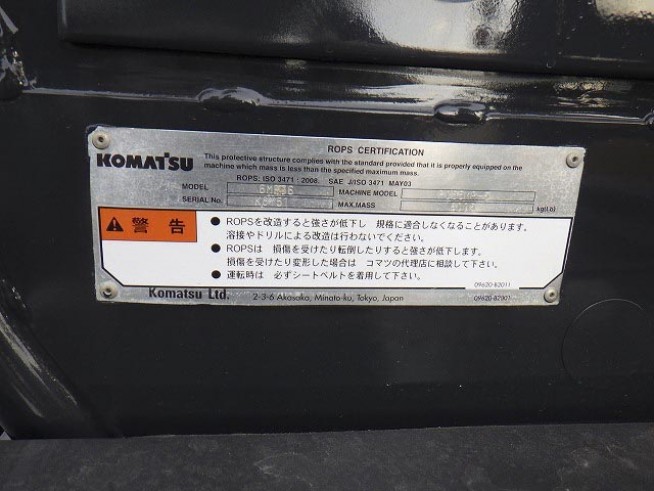 KOMATSU
ROPS CERTIFICATION
This protective structure complies with the standard provided that it is properly equipped on the
machine which mass is less than the specified maximum mass.
ROPS: ISO 3471 : 2008, SAE J/ISO 3471 MAY03
MODEL MACHINE MODEL
SERIAL No. MAX.MASS kg(Lb)
警告
● ROPSを改造すると強さが低下し 規格に適合しなくなることがあります。
溶接やドリルによる改造は行わないでください。
● ROPSは 損傷を受けたり転倒したりすると強さが低下します。
損傷を受けたり変形した場合は コマツの代理店に相談して下さい。
● 運転時は 必ずシートベルトを着用して下さい。
09620-B2011
Komatsu Ltd. 2-3-6 Akasaka, Minato-ku, Tokyo, Japan
09620-B2001